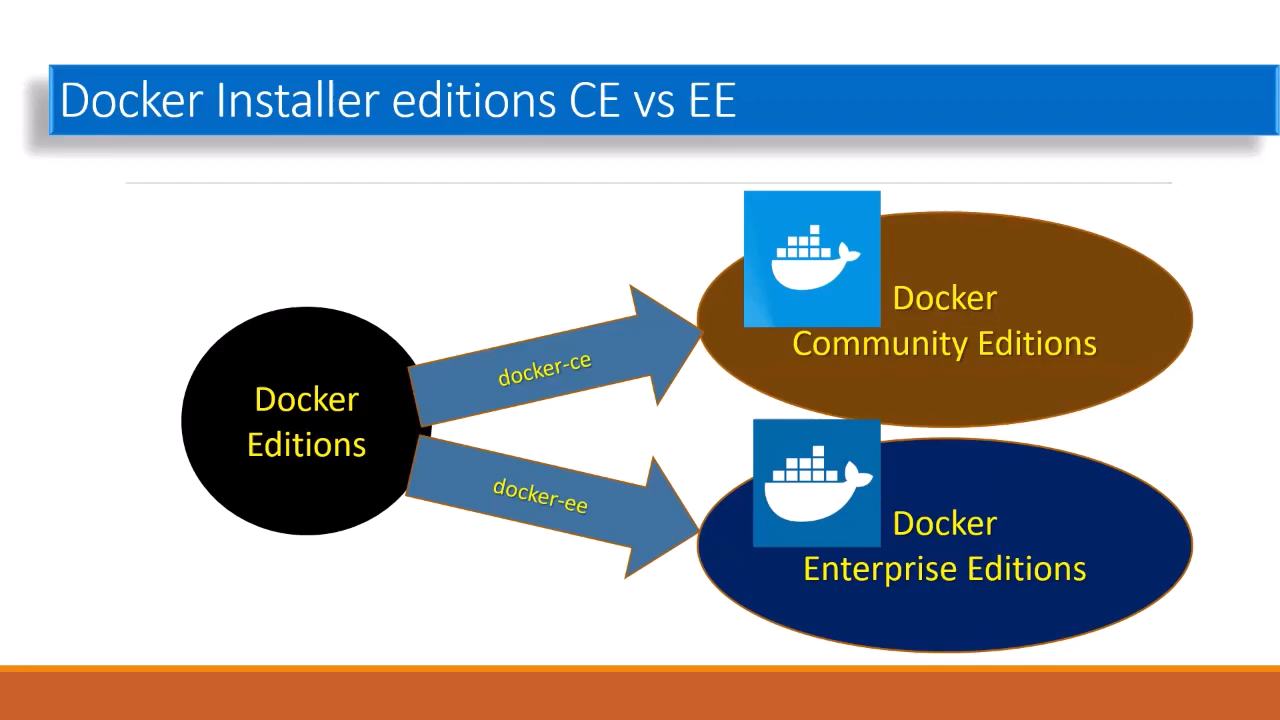 Docker Installer editions CE vs EE
Docker
Editions
docker-ce
docker-ee
Docker
Community Editions
Docker
Enterprise Editions